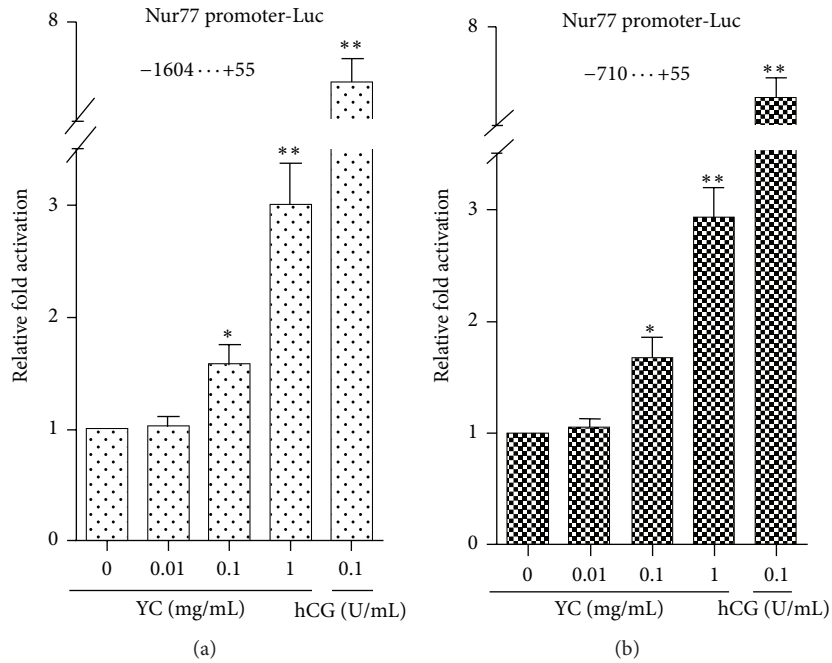 Nur77 promoter-Luc
−1604 ⋯ +55
Relative fold activation
8
3
2
1
0
**
**
*
0 0.01 0.1 1 0.1
YC (mg/mL) hCG (U/mL)
(a)
Nur77 promoter-Luc
−710 ⋯ +55
Relative fold activation
8
3
2
1
0
**
**
*
0 0.01 0.1 1 0.1
YC (mg/mL) hCG (U/mL)
(b)